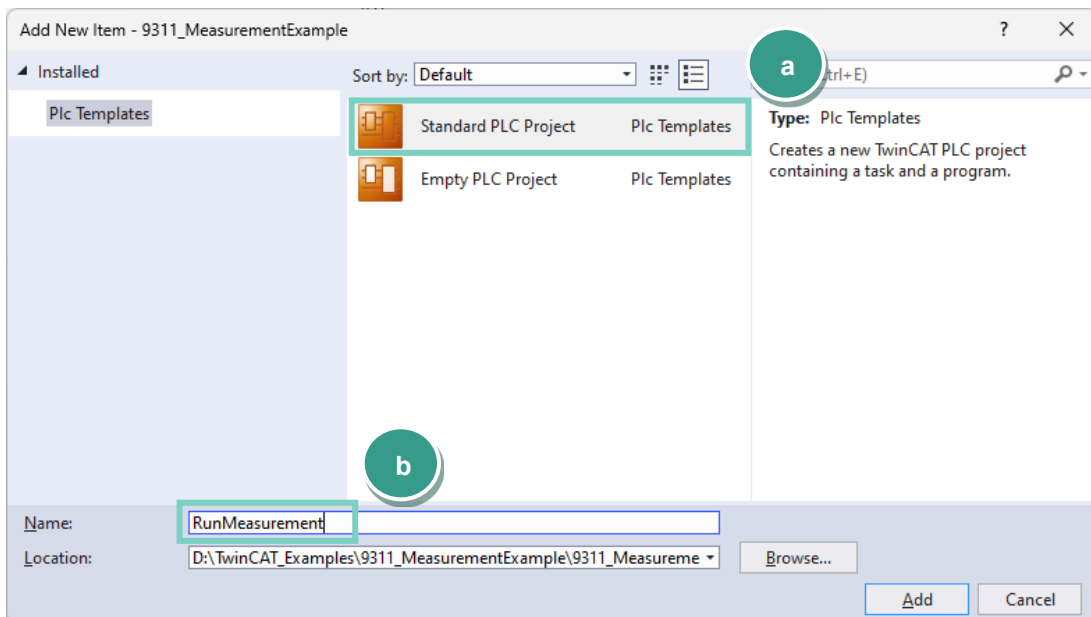 Add New Item - 9311_MeasurementExample ?
Installed
Plc Templates
Sort by: Default
a
trl+E)
Standard PLC Project Plc Templates
Empty PLC Project Plc Templates
Type: Plc Templates
Creates a new TwinCAT PLC project
containing a task and a program.
b
Name: RunMeasurement
Location: D:\TwinCAT_Examples\9311_MeasurementExample\9311_Measureme Browse...
Add Cancel